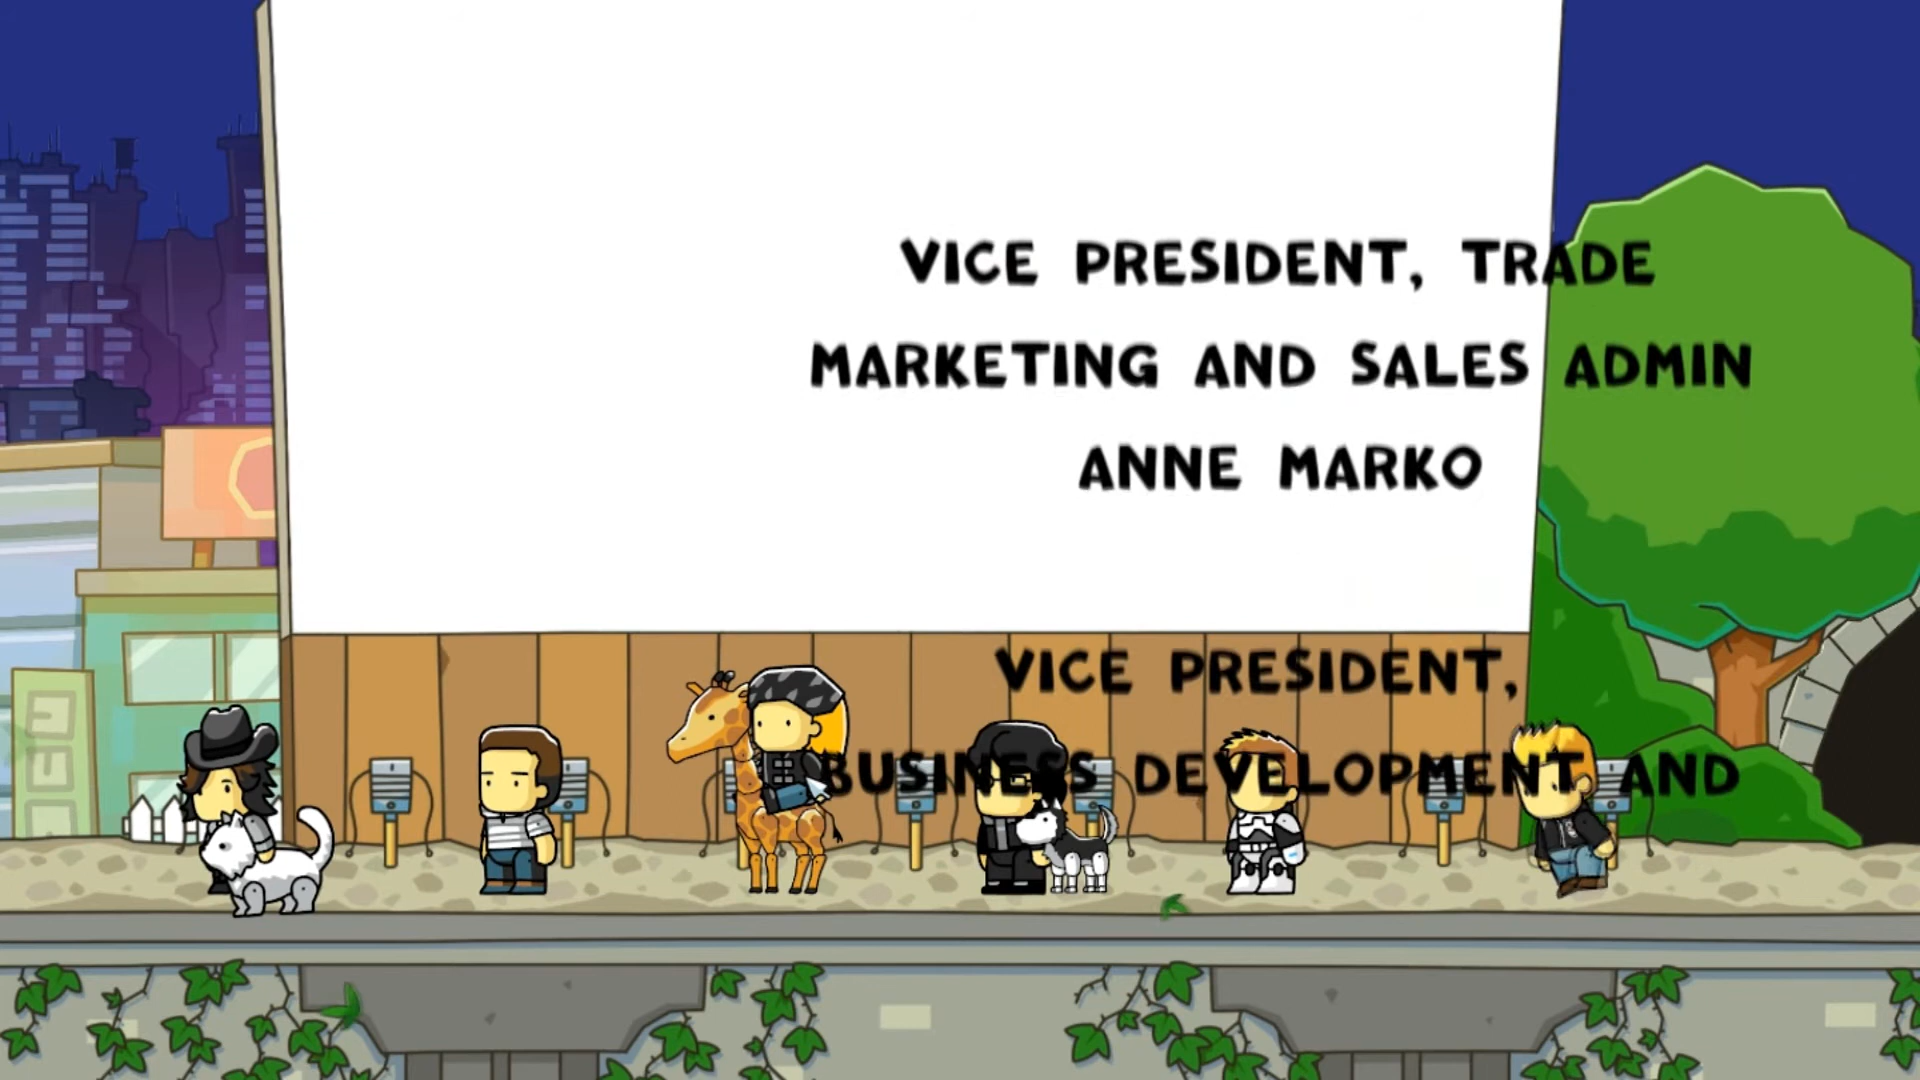 VICE PRESIDENT, TRADE
MARKETING AND SALES ADMIN
ANNE MARKO
VICE PRESIDENT,
BUSINESS DEVELOPMENT AND